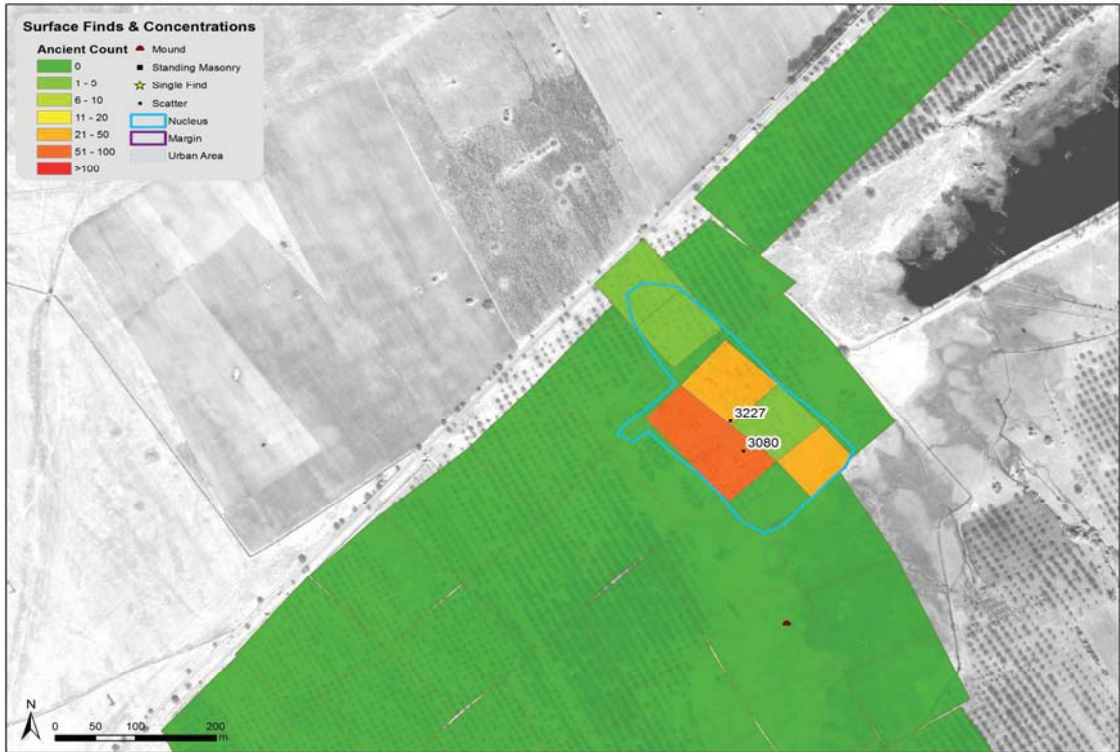 Surface Finds & Concentrations
Ancient Count
0
1 - 5
6 - 10
11 - 20
21 - 50
51 - 100
>100
Mound
Standing Masonry
Single Find
Scatter
Nucleus
Margin
Urban Area
3227
3080
N
0 50 100 200
m